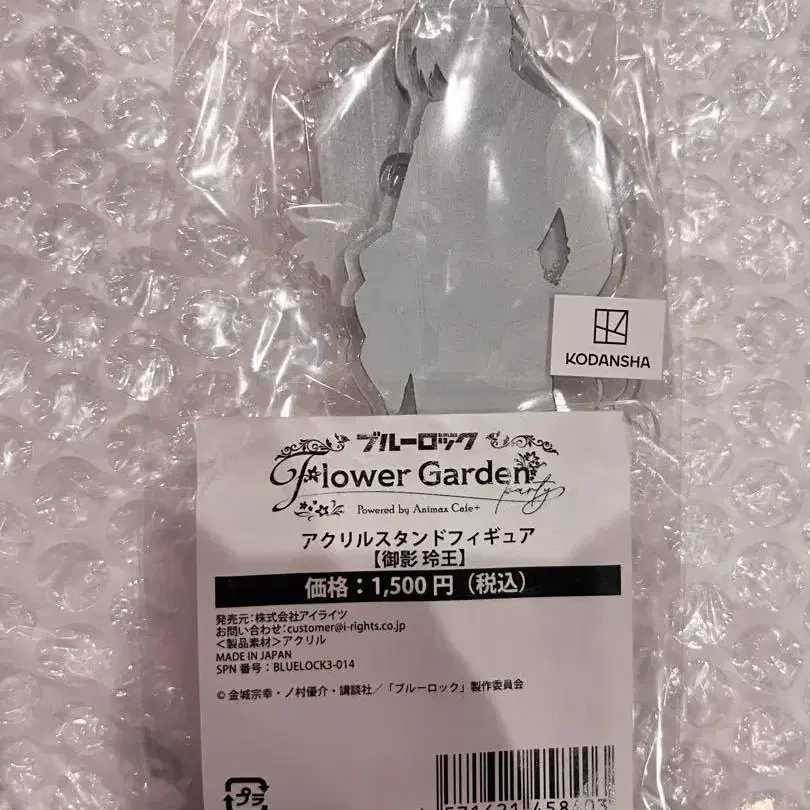 KODANSHA
ブルーロック
Flower Garden
party
Powered by Animax Cafe+
アクリルスタンドフィギュア
【御影 玲王】
価格：1,500円（税込）
発売元：株式会社アイライツ
お問い合わせ：customer@i-rights.co.jp
＜製品素材＞アクリル
MADE IN JAPAN
SPN 番号：BLUELOCK3-014
© 金城宗幸・ノ村優介・講談社／「ブルーロック」製作委員会
プラ